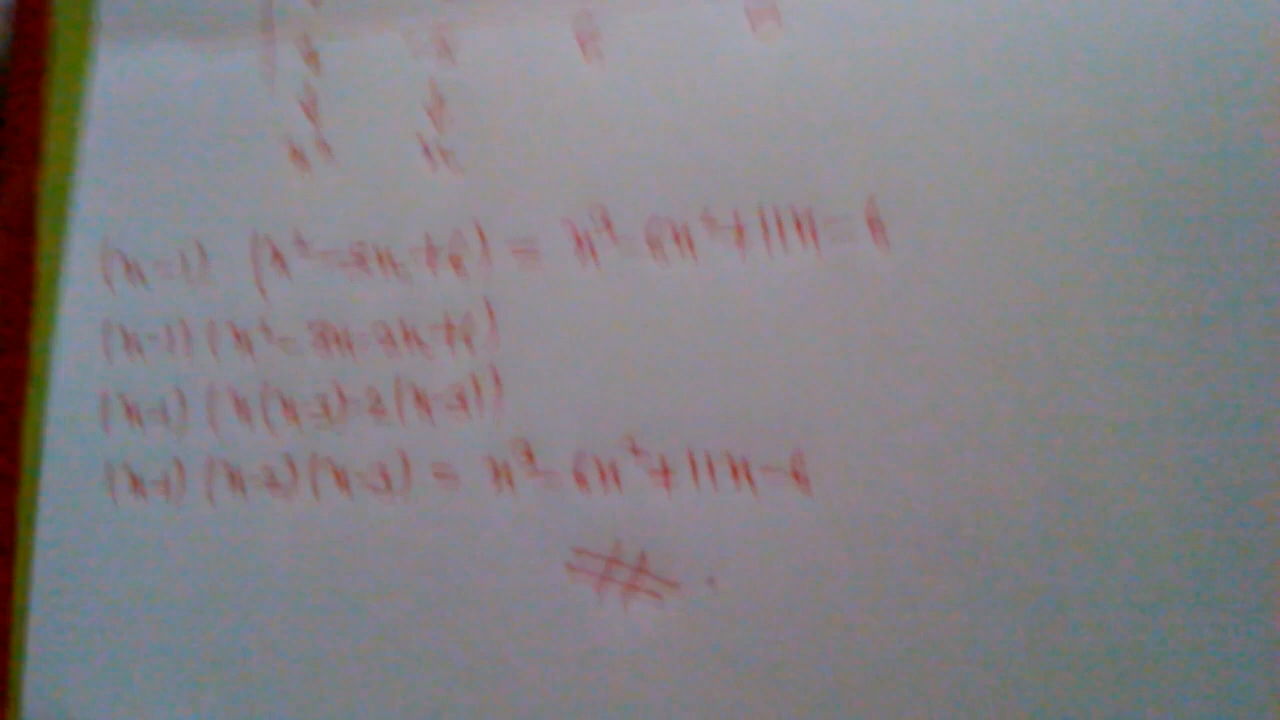 (x-1) (x²-5x+6) = x³-6x²+11x-6
(x-1)(x²-3x-2x+6)
(x-1)(x(x-3)-2(x-3))
(x-1)(x-2)(x-3) = x³-6x²+11x-6